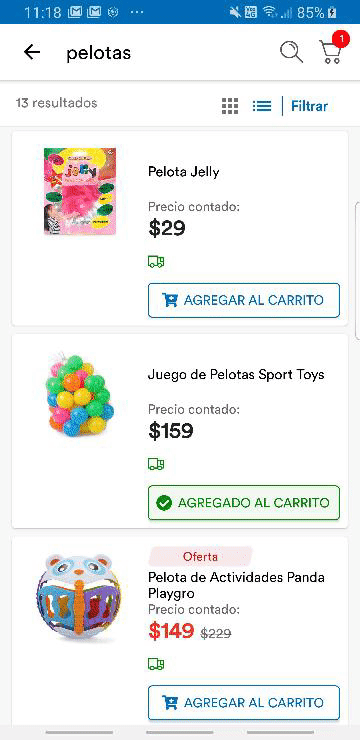 11:18 85%
pelotas
1
13 resultados
Filtrar
Jelly
Pelota Jelly
Precio contado:
$29
AGREGAR AL CARRITO
Juego de Pelotas Sport Toys
Precio contado:
$159
AGREGADO AL CARRITO
Oferta
Pelota de Actividades Panda
Playgro
Precio contado:
$149 $229
AGREGAR AL CARRITO